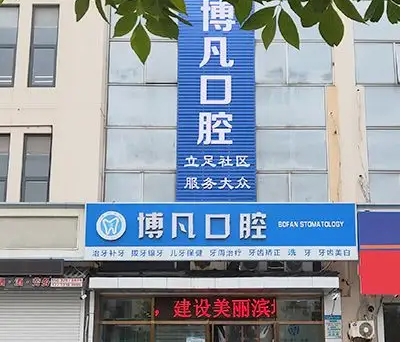 博凡口腔
立足社区
服务大众
博凡口腔 BOFAN STOMATOLOGY
治牙补牙 拔牙镶牙 儿牙保健 牙周治疗 牙齿矫正 洗 牙 牙齿美白
，建设美丽滨